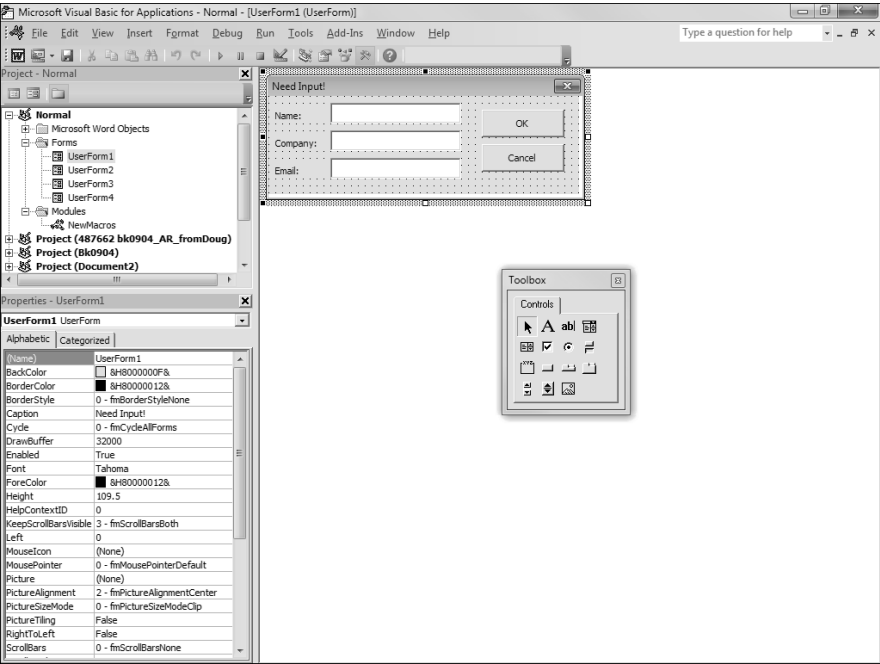 Microsoft Visual Basic for Applications - Normal - [UserForm1 (UserForm)]
File Edit View Insert Format Debug Run Tools Add-Ins Window Help
Type a question for help
Project - Normal
Normal
Microsoft Word Objects
Forms
UserForm1
UserForm2
UserForm3
UserForm4
Modules
NewMacros
Project (487662 bk0904_AR_fromDoug)
Project (Bk0904)
Project (Document2)
Need Input!
Name:
Company:
Email:
OK
Cancel
Toolbox
Controls
A ab|
Properties - UserForm1
UserForm1 UserForm
Alphabetic Categorized
(Name) UserForm1
BackColor &H8000000F&
BorderColor &H80000012&
BorderStyle 0 - fmBorderStyleNone
Caption Need Input!
Cycle 0 - fmCycleAllForms
DrawBuffer 32000
Enabled True
Font Tahoma
ForeColor &H80000012&
Height 109.5
HelpContextID 0
KeepScrollBarsVisible 3 - fmScrollBarsBoth
Left 0
MouseIcon (None)
MousePointer 0 - fmMousePointerDefault
Picture (None)
PictureAlignment 2 - fmPictureAlignmentCenter
PictureSizeMode 0 - fmPictureSizeModeClip
PictureTiling False
RightToLeft False
ScrollBars 0 - fmScrollBarsNone